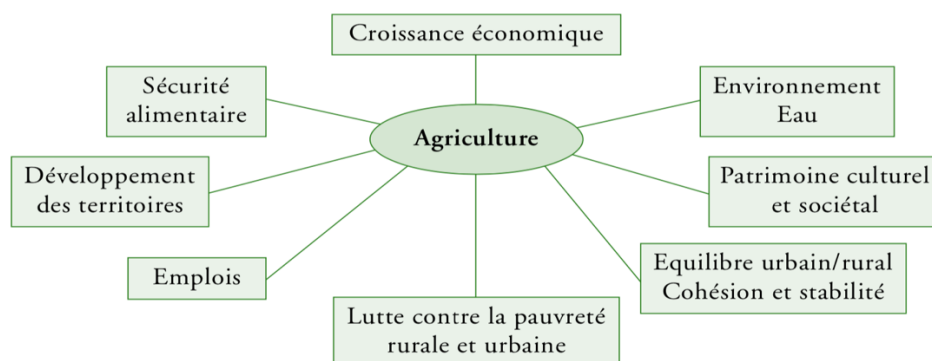 Croissance économique
Sécurité
alimentaire
Environnement
Eau
Agriculture
Développement
des territoires
Patrimoine culturel
et sociétal
Emplois
Equilibre urbain/rural
Cohésion et stabilité
Lutte contre la pauvreté
rurale et urbaine